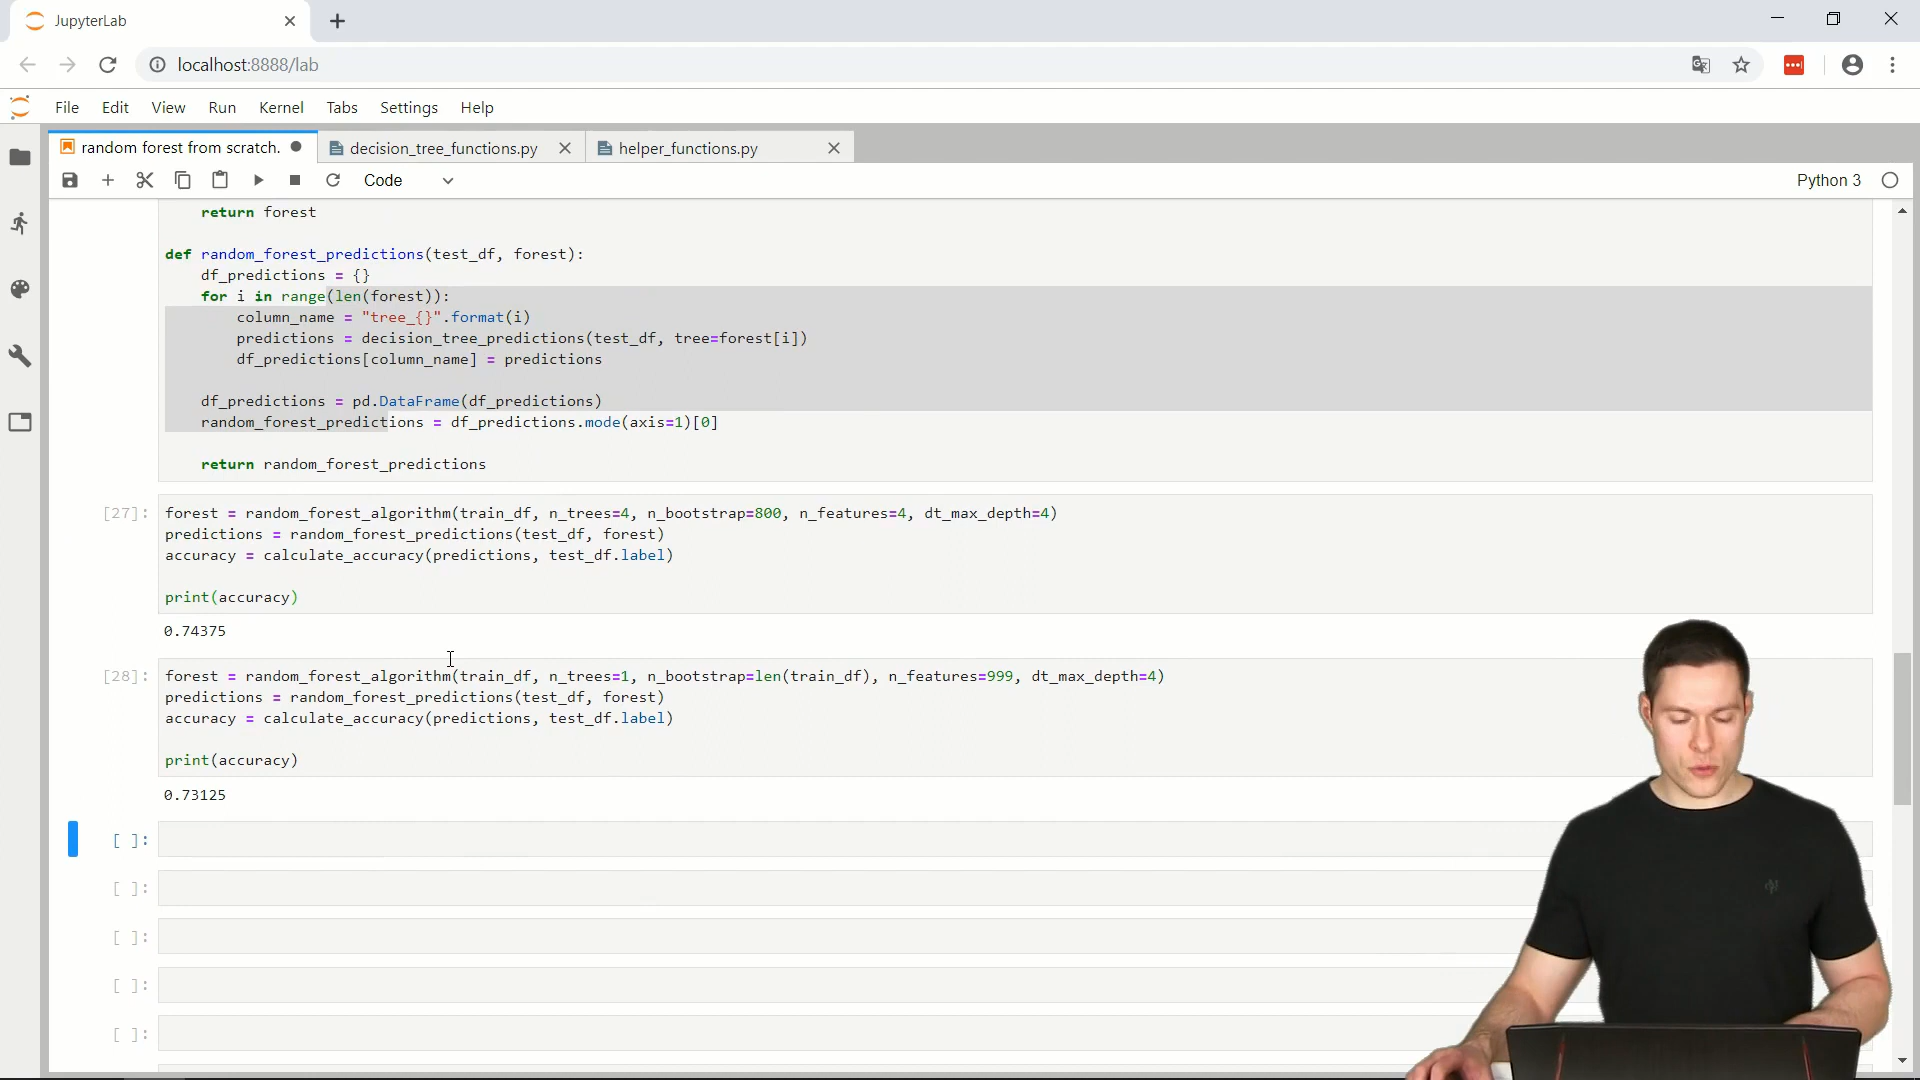 JupyterLab
localhost:8888/lab
File Edit View Run Kernel Tabs Settings Help
random forest from scratch. decision_tree_functions.py helper_functions.py
Code Python 3
return forest
def random_forest_predictions(test_df, forest):
df_predictions = {}
for i in range(len(forest)):
column_name = "tree_{}".format(i)
predictions = decision_tree_predictions(test_df, tree=forest[i])
df_predictions[column_name] = predictions
df_predictions = pd.DataFrame(df_predictions)
random_forest_predictions = df_predictions.mode(axis=1)[0]
return random_forest_predictions
[27]: forest = random_forest_algorithm(train_df, n_trees=4, n_bootstrap=800, n_features=4, dt_max_depth=4)
predictions = random_forest_predictions(test_df, forest)
accuracy = calculate_accuracy(predictions, test_df.label)
print(accuracy)
0.74375
[28]: forest = random_forest_algorithm(train_df, n_trees=1, n_bootstrap=len(train_df), n_features=999, dt_max_depth=4)
predictions = random_forest_predictions(test_df, forest)
accuracy = calculate_accuracy(predictions, test_df.label)
print(accuracy)
0.73125
[ ]:
[ ]:
[ ]:
[ ]:
[ ]: